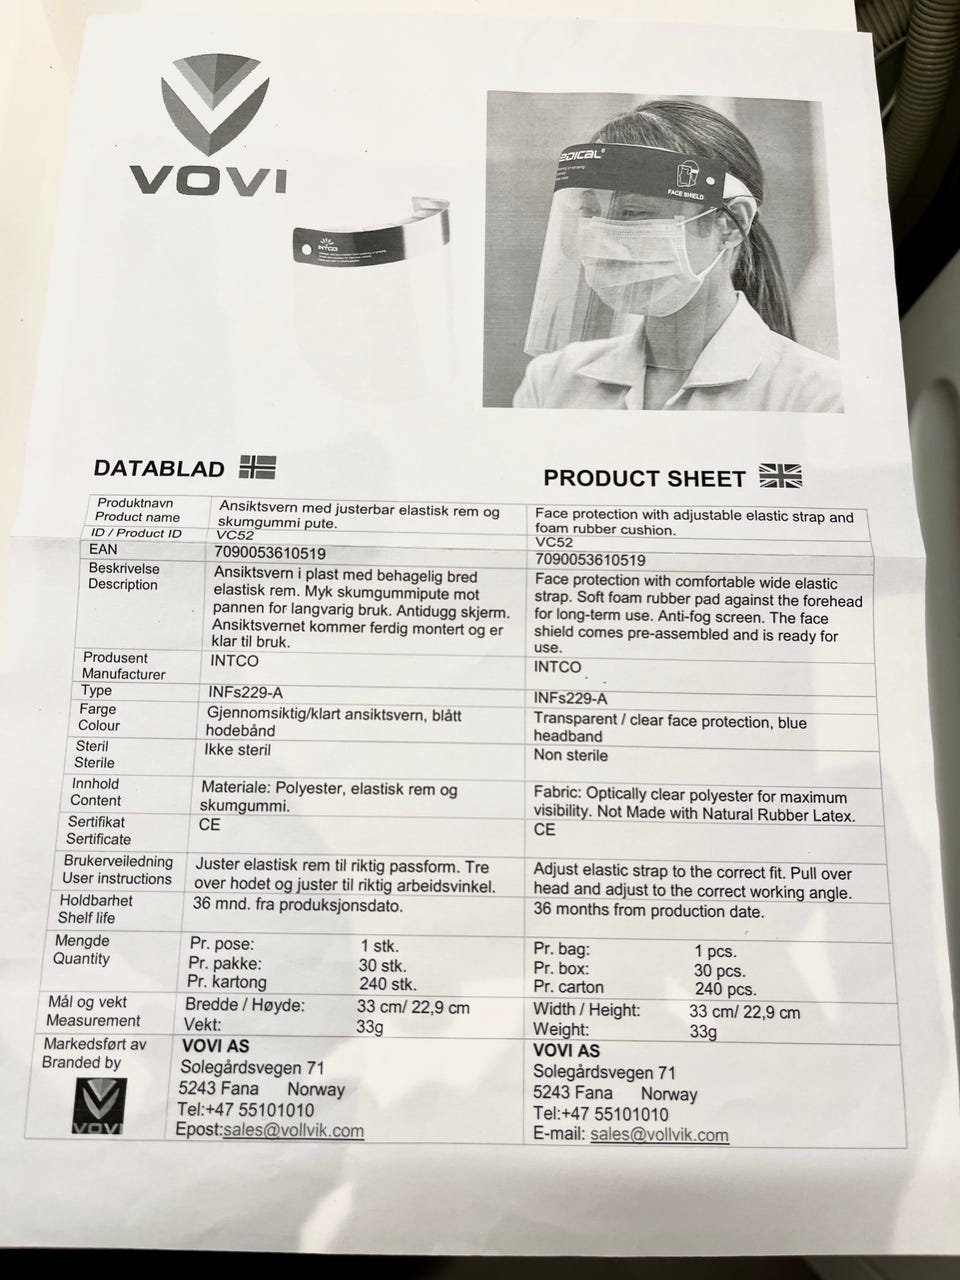 VOVI
INTCO
EDICAL®
FACE SHIELD
DATABLAD
PRODUCT SHEET
Produktnavn
Product name
Ansiktsvern med justerbar elastisk rem og
skumgummi pute.
Face protection with adjustable elastic strap and
foam rubber cushion.
ID / Product ID
VC52
VC52
EAN
7090053610519
7090053610519
Beskrivelse
Description
Ansiktsvern i plast med behagelig bred
elastisk rem. Myk skumgummipute mot
pannen for langvarig bruk. Antidugg skjerm.
Ansiktsvernet kommer ferdig montert og er
klar til bruk.
Face protection with comfortable wide elastic
strap. Soft foam rubber pad against the forehead
for long-term use. Anti-fog screen. The face
shield comes pre-assembled and is ready for
use.
Produsent
Manufacturer
INTCO
INTCO
Type
INFs229-A
INFs229-A
Farge
Colour
Gjennomsiktig/klart ansiktsvern, blått
hodebånd
Transparent / clear face protection, blue
headband
Steril
Sterile
Ikke steril
Non sterile
Innhold
Content
Materiale: Polyester, elastisk rem og
skumgummi.
Fabric: Optically clear polyester for maximum
visibility. Not Made with Natural Rubber Latex.
Sertifikat
Sertificate
CE
CE
Brukerveiledning
User instructions
Juster elastisk rem til riktig passform. Tre
over hodet og juster til riktig arbeidsvinkel.
Adjust elastic strap to the correct fit. Pull over
head and adjust to the correct working angle.
Holdbarhet
Shelf life
36 mnd. fra produksjonsdato.
36 months from production date.
Mengde
Quantity
Pr. pose: 1 stk.
Pr. pakke: 30 stk.
Pr. kartong 240 stk.
Pr. bag: 1 pcs.
Pr. box: 30 pcs.
Pr. carton 240 pcs.
Mål og vekt
Measurement
Bredde / Høyde: 33 cm/ 22,9 cm
Vekt: 33g
Width / Height: 33 cm/ 22,9 cm
Weight: 33g
Markedsført av
Branded by
VOVI
VOVI AS
Solegårdsvegen 71
5243 Fana Norway
Tel:+47 55101010
Epost:sales@vollvik.com
VOVI AS
Solegårdsvegen 71
5243 Fana Norway
Tel:+47 55101010
E-mail: sales@vollvik.com